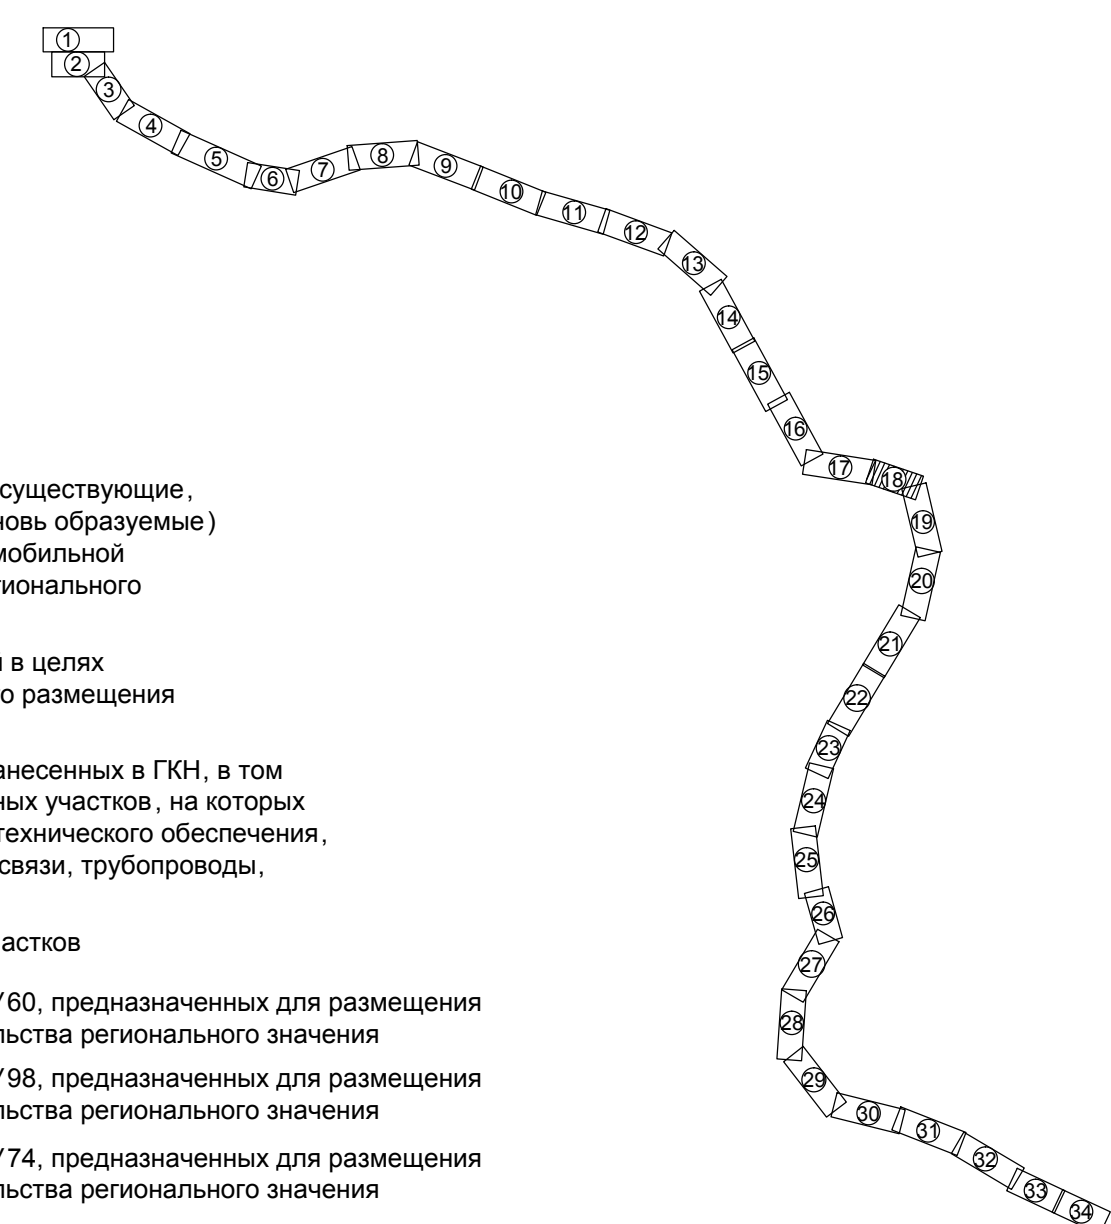 1
2
3
4
5
6
7
8
9
10
11
12
13
14
15
16
17
18
19
20
21
22
23
24
25
26
27
28
29
30
31
32
33
34
существующие,
новь образуемые)
мобильной
гионального
в целях
о размещения
анесенных в ГКН, в том
ных участков, на которых
технического обеспечения,
связи, трубопроводы,
астков
/60, предназначенных для размещения
льства регионального значения
/98, предназначенных для размещения
льства регионального значения
/74, предназначенных для размещения
льства регионального значения